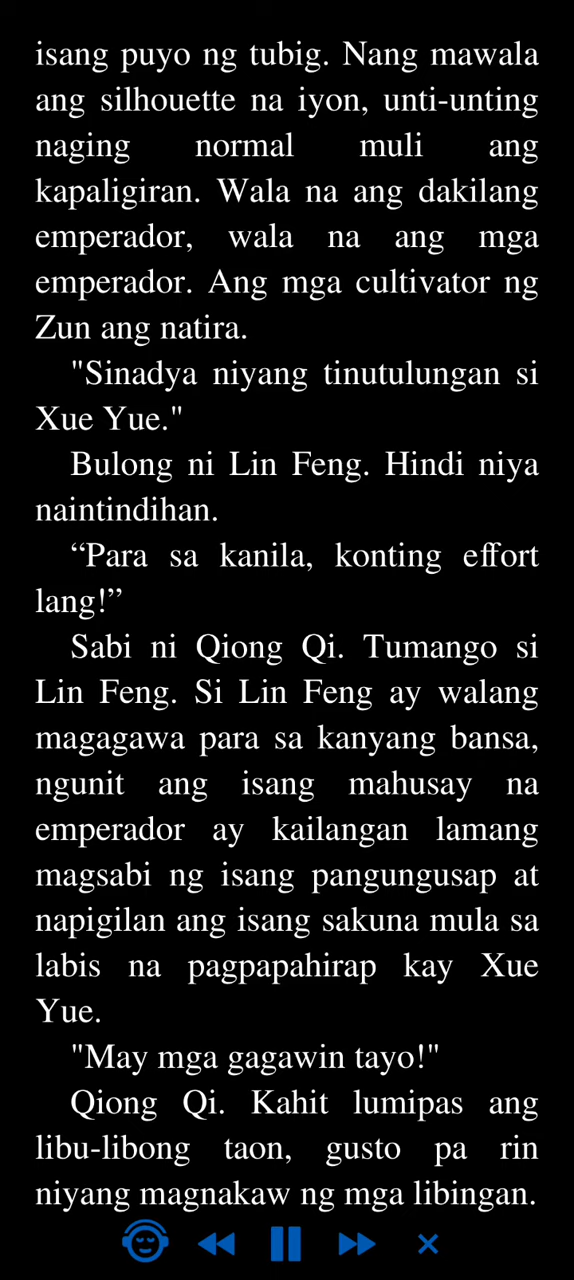 isang puyo ng tubig. Nang mawala
ang silhouette na iyon, unti-unting
naging normal muli ang
kapaligiran. Wala na ang dakilang
emperador, wala na ang mga
emperador. Ang mga cultivator ng
Zun ang natira.
"Sinadya niyang tinutulungan si
Xue Yue."
Bulong ni Lin Feng. Hindi niya
naintindihan.
“Para sa kanila, konting effort
lang!”
Sabi ni Qiong Qi. Tumango si
Lin Feng. Si Lin Feng ay walang
magagawa para sa kanyang bansa,
ngunit ang isang mahusay na
emperador ay kailangan lamang
magsabi ng isang pangungusap at
napigilan ang isang sakuna mula sa
labis na pagpapahirap kay Xue
Yue.
"May mga gagawin tayo!"
Qiong Qi. Kahit lumipas ang
libu-libong taon, gusto pa rin
niyang magnakaw ng mga libingan.